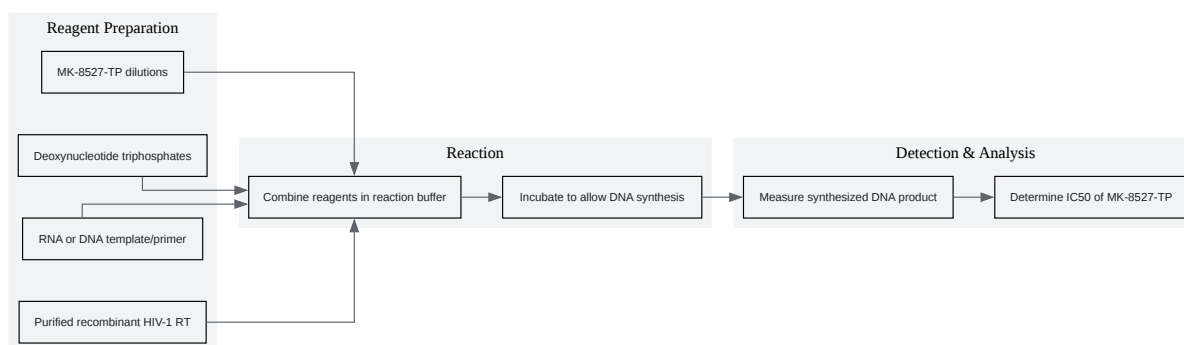 Reagent Preparation
MK-8527-TP dilutions
Deoxynucleotide triphosphates
RNA or DNA template/primer
Purified recombinant HIV-1 RT
Reaction
Combine reagents in reaction buffer
Incubate to allow DNA synthesis
Detection & Analysis
Measure synthesized DNA product
Determine IC50 of MK-8527-TP